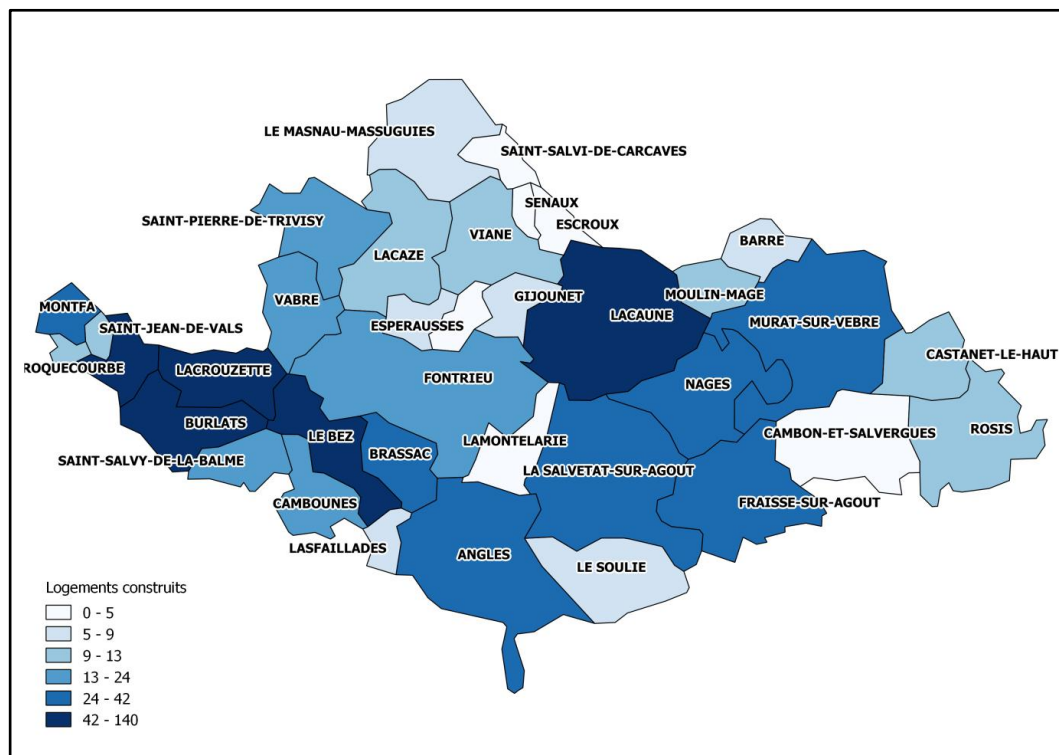 LE MASNAU-MASSUGUIES
SAINT-SALVI-DE-CARCAVES
SENAUX
ESCROUX
SAINT-PIERRE-DE-TRIVISY
VIANE
LACAZE
BARRE
MOULIN-MAGE
GIJOUNET
LACAUNE
MURAT-SUR-VEBRE
VABRE
MONTFA
SAINT-JEAN-DE-VALS
ESPERAUSSES
CASTANET-LE-HAUT
ROQUECOURBE
LACROUZETTE
FONTRIEU
NAGES
BURLATS
LE BEZ
LAMONTELARIE
CAMBON-ET-SALVERGUES
ROSIS
BRASSAC
SAINT-SALVY-DE-LA-BALME
LA SALVETAT-SUR-AGOUT
CAMBOUNES
FRAISSE-SUR-AGOUT
LASFAILLADES
ANGLES
LE SOULIE
Logements construits
0 - 5
5 - 9
9 - 13
13 - 24
24 - 42
42 - 140